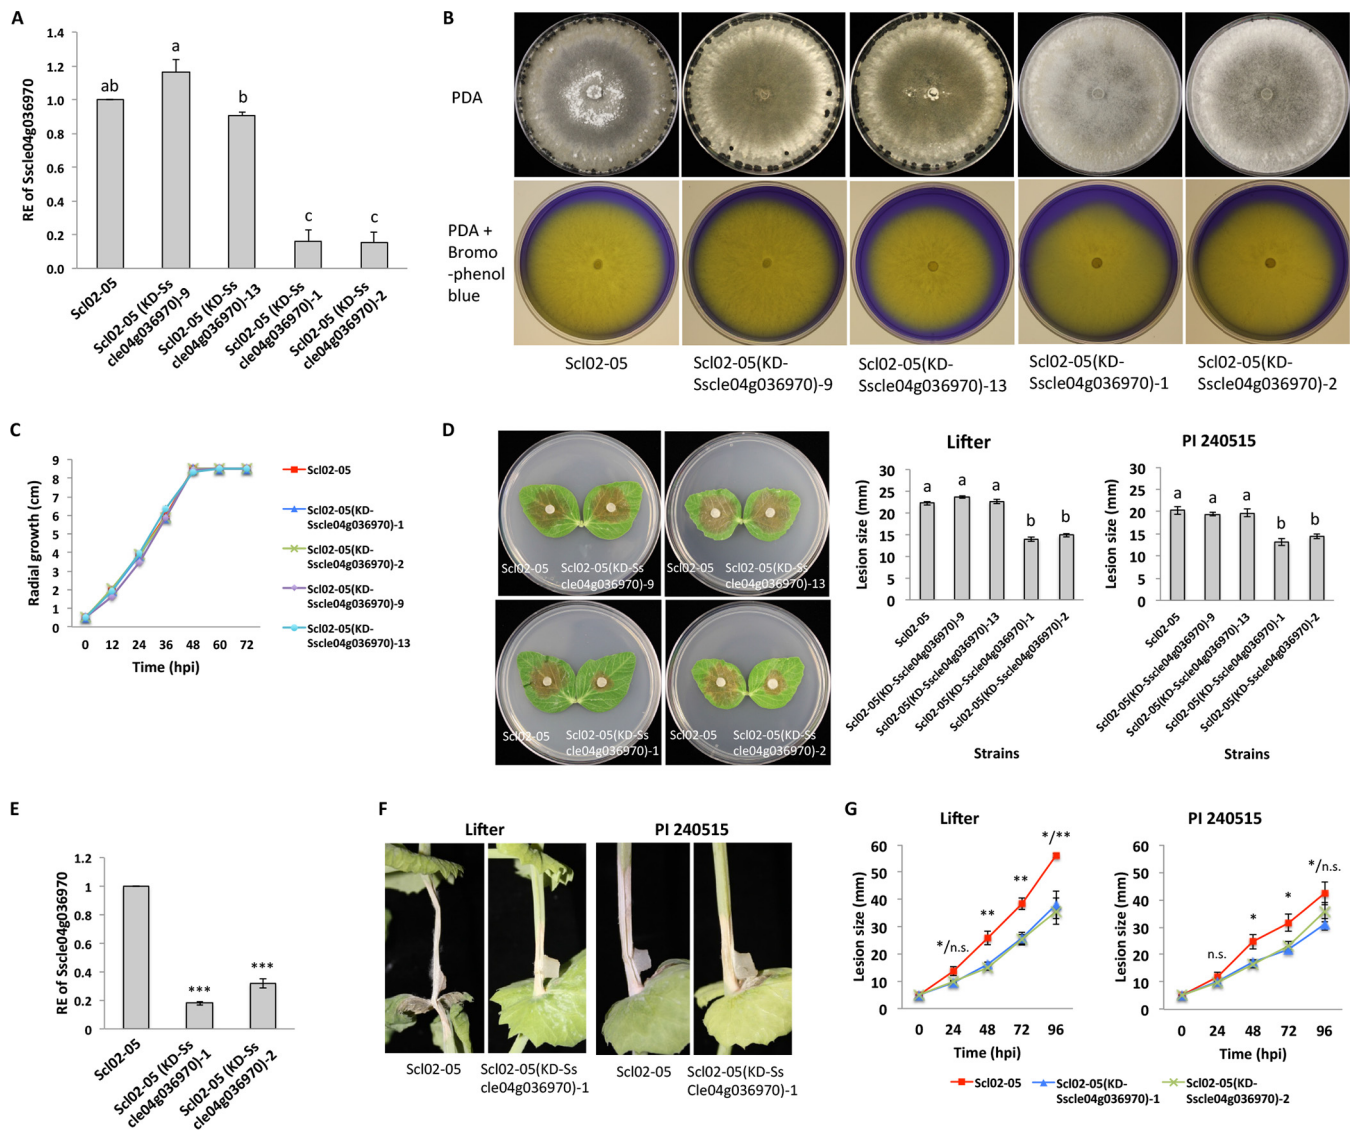 A
RE of Sscle04g036970
1.4
1.2
1.0
0.8
0.6
0.4
0.2
0.0
ab
a
b
c
c
Scl02-05
Scl02-05 (KD-Ss
cle04g036970)-9
Scl02-05 (KD-Ss
cle04g036970)-13
Scl02-05 (KD-Ss
cle04g036970)-1
Scl02-05 (KD-Ss
cle04g036970)-2
B
PDA
PDA +
Bromo
-phenol
blue
Scl02-05
Scl02-05(KD-
Sscle04g036970)-9
Scl02-05(KD-
Sscle04g036970)-13
Scl02-05(KD-
Sscle04g036970)-1
Scl02-05(KD-
Sscle04g036970)-2
C
Radial growth (cm)
9
8
7
6
5
4
3
2
1
0
0 12 24 36 48 60 72
Time (hpi)
Scl02-05
Scl02-05(KD-
Sscle04g036970)-1
Scl02-05(KD-
Sscle04g036970)-2
Scl02-05(KD-
Sscle04g036970)-9
Scl02-05(KD-
Sscle04g036970)-13
D
Scl02-05
Scl02-05(KD-Ss
cle04g036970)-9
Scl02-05
Scl02-05(KD-Ss
cle04g036970)-13
Scl02-05
Scl02-05(KD-Ss
cle04g036970)-1
Scl02-05
Scl02-05(KD-Ss
cle04g036970)-2
Lifter
Lesion size (mm)
30
25
20
15
10
5
0
a
a
a
b
b
Scl02-05
Scl02-05(KD-Sscle04g036970)-9
Scl02-05(KD-Sscle04g036970)-13
Scl02-05(KD-Sscle04g036970)-1
Scl02-05(KD-Sscle04g036970)-2
Strains
PI 240515
Lesion size (mm)
30
25
20
15
10
5
0
a
a
a
b
b
Scl02-05
Scl02-05(KD-Sscle04g036970)-9
Scl02-05(KD-Sscle04g036970)-13
Scl02-05(KD-Sscle04g036970)-1
Scl02-05(KD-Sscle04g036970)-2
Strains
E
RE of Sscle04g036970
1.2
1
0.8
0.6
0.4
0.2
0
***
***
Scl02-05
Scl02-05 (KD-Ss
cle04g036970)-1
Scl02-05 (KD-Ss
cle04g036970)-2
F
Lifter
PI 240515
Scl02-05
Scl02-05(KD-Ss
cle04g036970)-1
Scl02-05
Scl02-05(KD-Ss
Cle04g036970)-1
G
Lifter
Lesion size (mm)
60
50
40
30
20
10
0
*/n.s.
**
**
*/**
0 24 48 72 96
Time (hpi)
PI 240515
Lesion size (mm)
60
50
40
30
20
10
0
n.s.
*
*
*/n.s.
0 24 48 72 96
Time (hpi)
Scl02-05
Scl02-05(KD-
Sscle04g036970)-1
Scl02-05(KD-
Sscle04g036970)-2